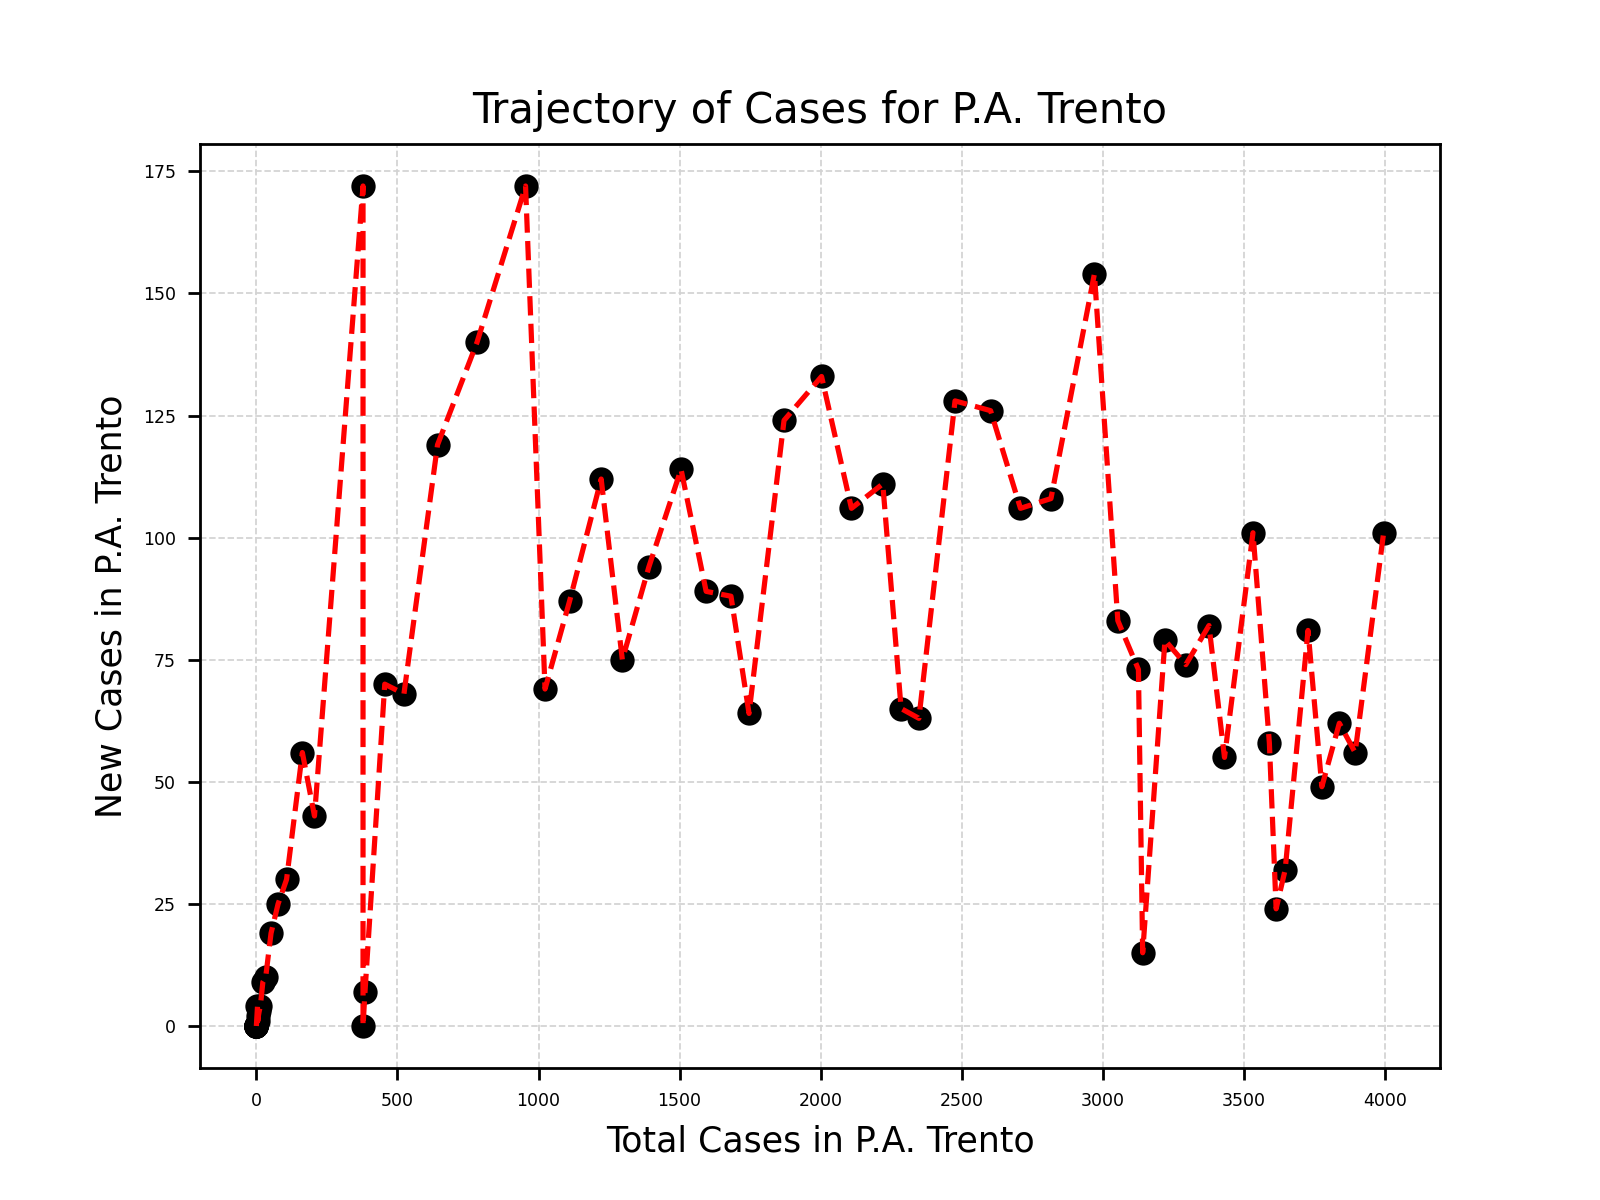 Trajectory of Cases for P.A. Trento
New Cases in P.A. Trento
175
150
125
100
75
50
25
0
0 500 1000 1500 2000 2500 3000 3500 4000
Total Cases in P.A. Trento